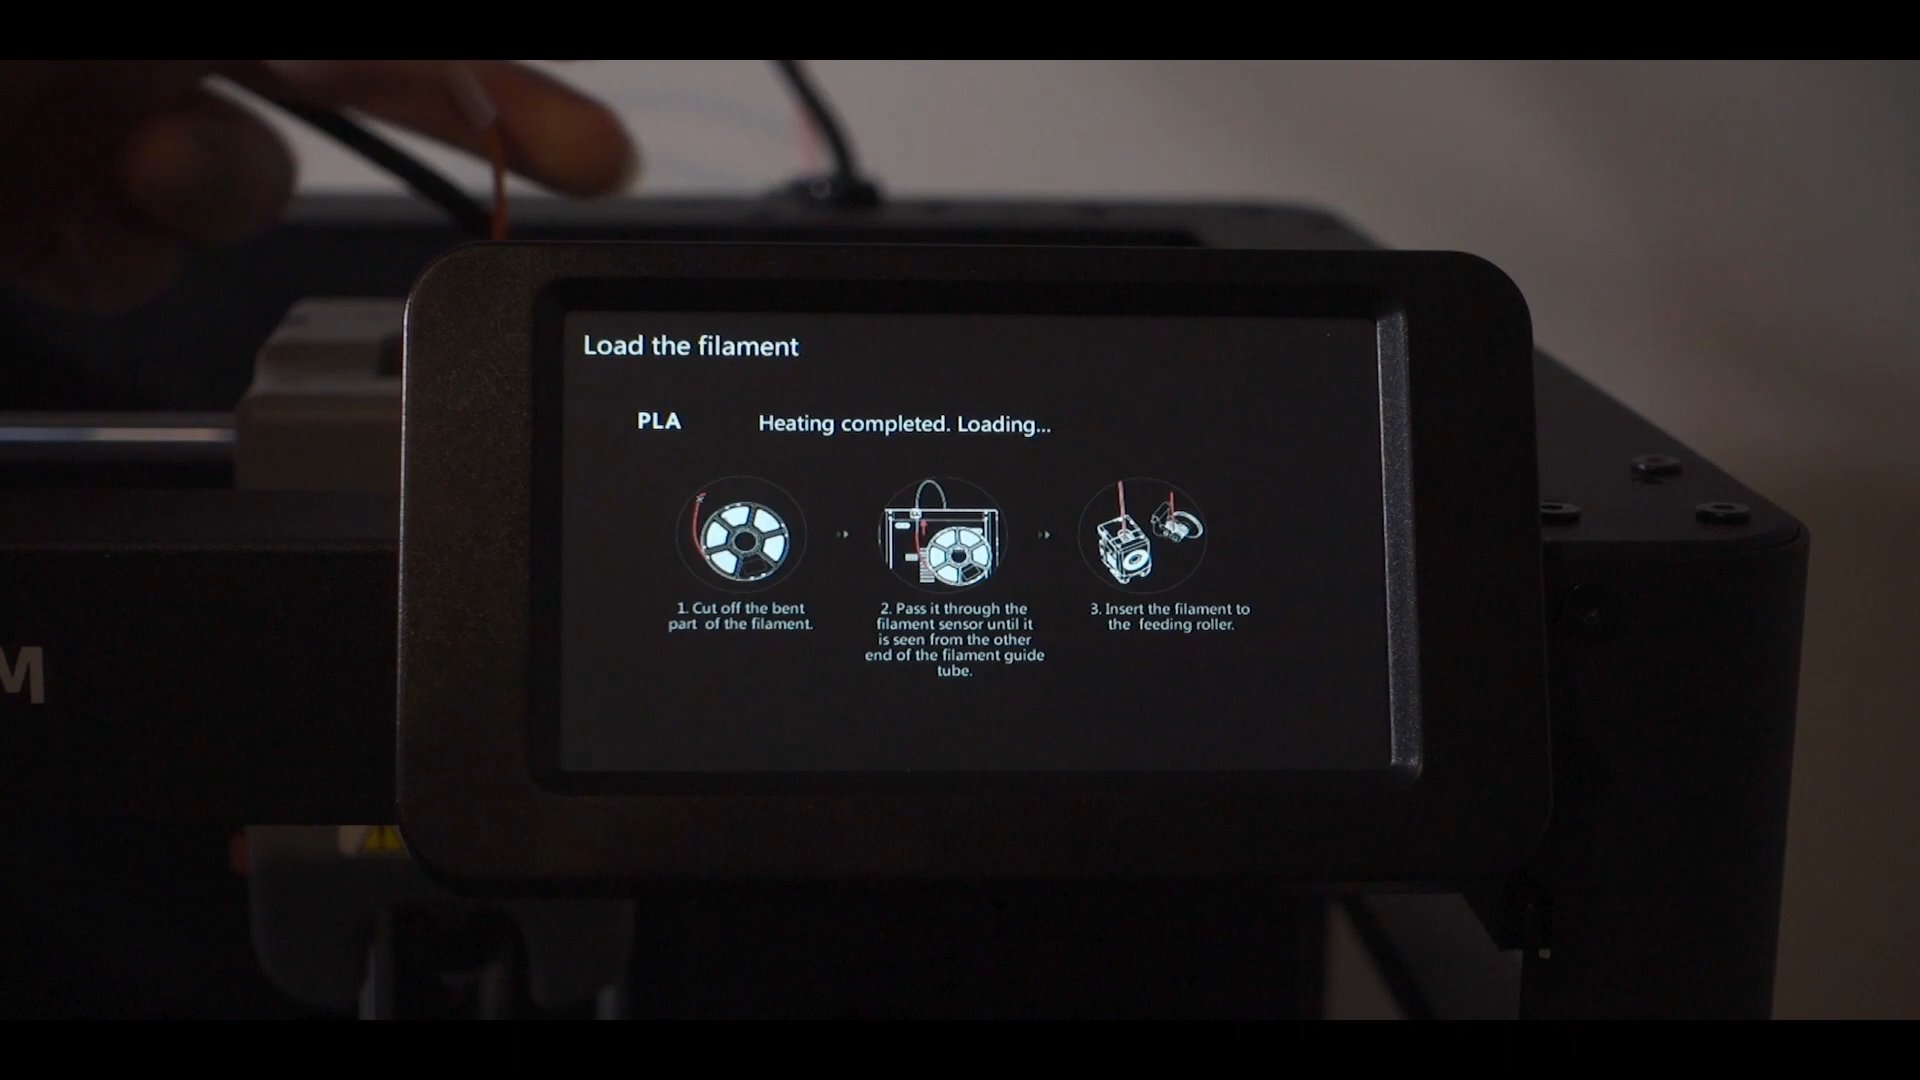 Load the filament
PLA
Heating completed. Loading...
1. Cut off the bent
part of the filament.
2. Pass it through the
filament sensor until it
is seen from the other
end of the filament guide
tube.
3. Insert the filament to
the feeding roller.
M